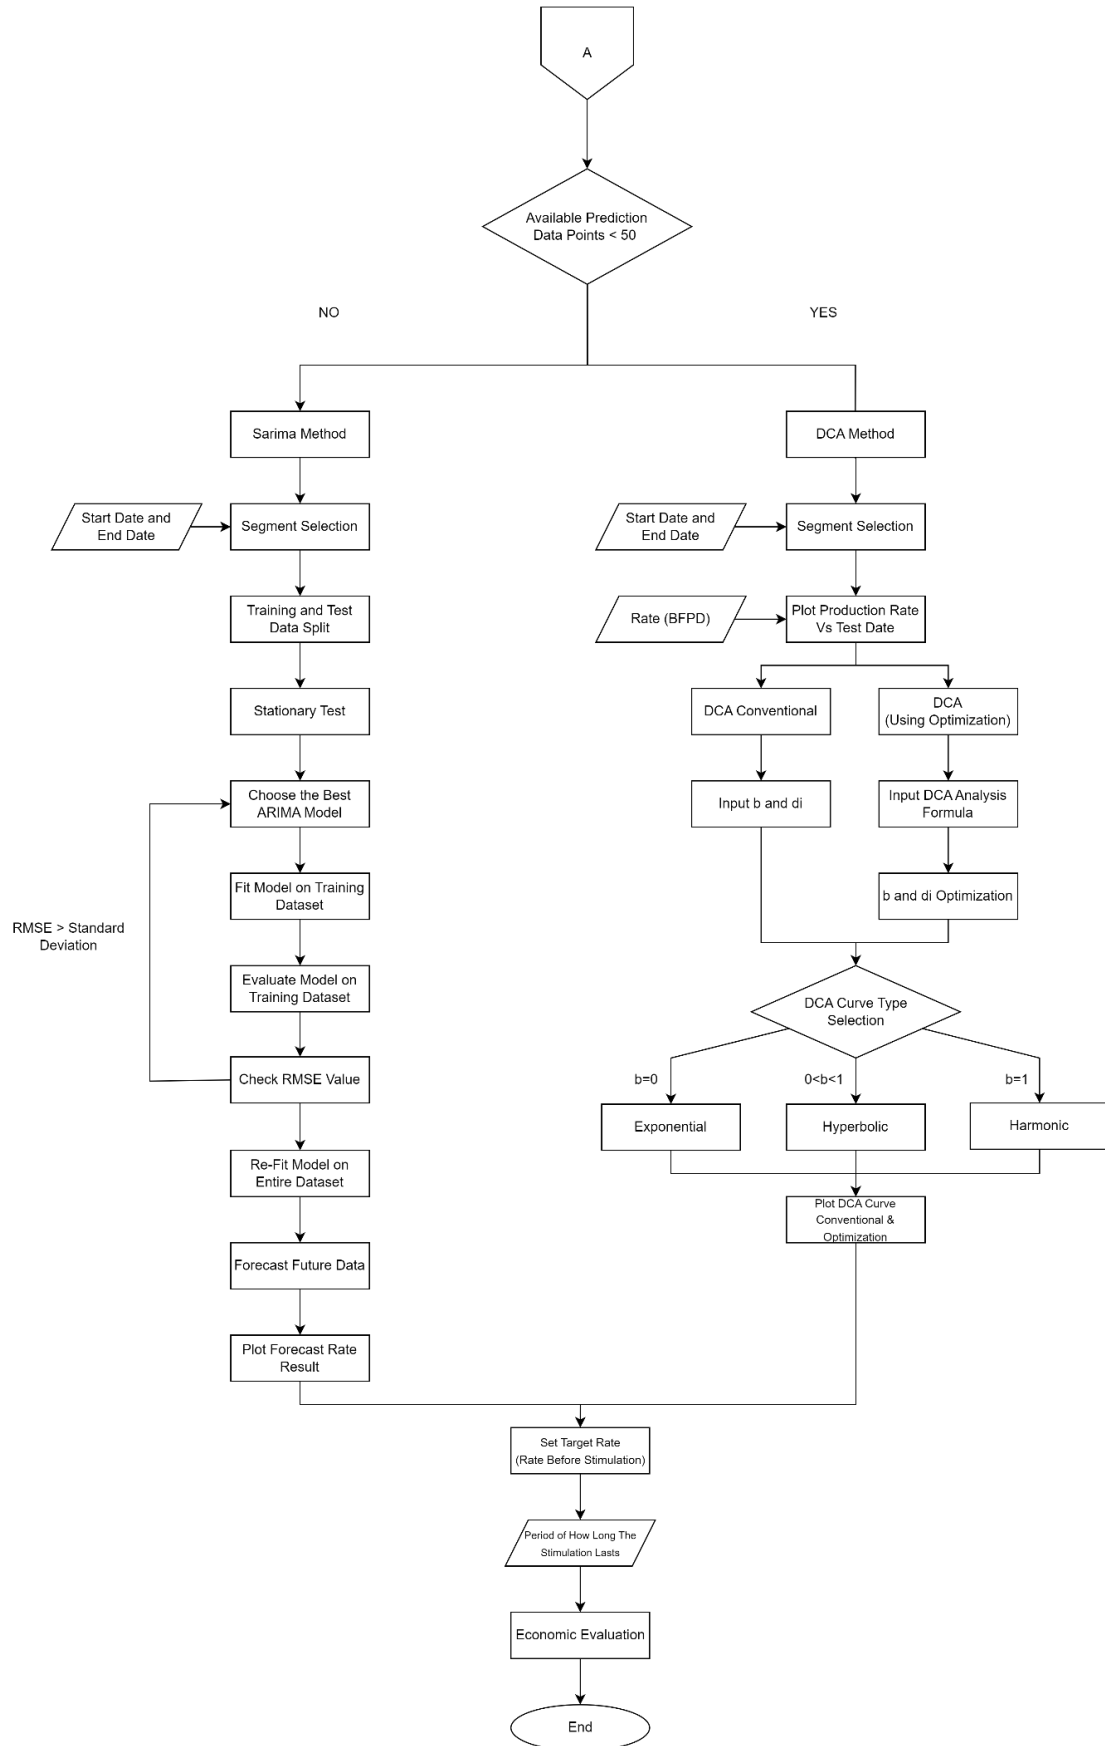 A
Available Prediction
Data Points < 50
NO
YES
Sarima Method
DCA Method
Start Date and
End Date
Segment Selection
Start Date and
End Date
Segment Selection
Training and Test
Data Split
Rate (BFPD)
Plot Production Rate
Vs Test Date
Stationary Test
DCA Conventional
DCA
(Using Optimization)
Choose the Best
ARIMA Model
Input b and di
Input DCA Analysis
Formula
Fit Model on Training
Dataset
b and di Optimization
RMSE > Standard
Deviation
Evaluate Model on
Training Dataset
DCA Curve Type
Selection
Check RMSE Value
b=0
0<b<1
b=1
Exponential
Hyperbolic
Harmonic
Re-Fit Model on
Entire Dataset
Plot DCA Curve
Conventional &
Optimization
Forecast Future Data
Plot Forecast Rate
Result
Set Target Rate
(Rate Before Stimulation)
Period of How Long The
Stimulation Lasts
Economic Evaluation
End